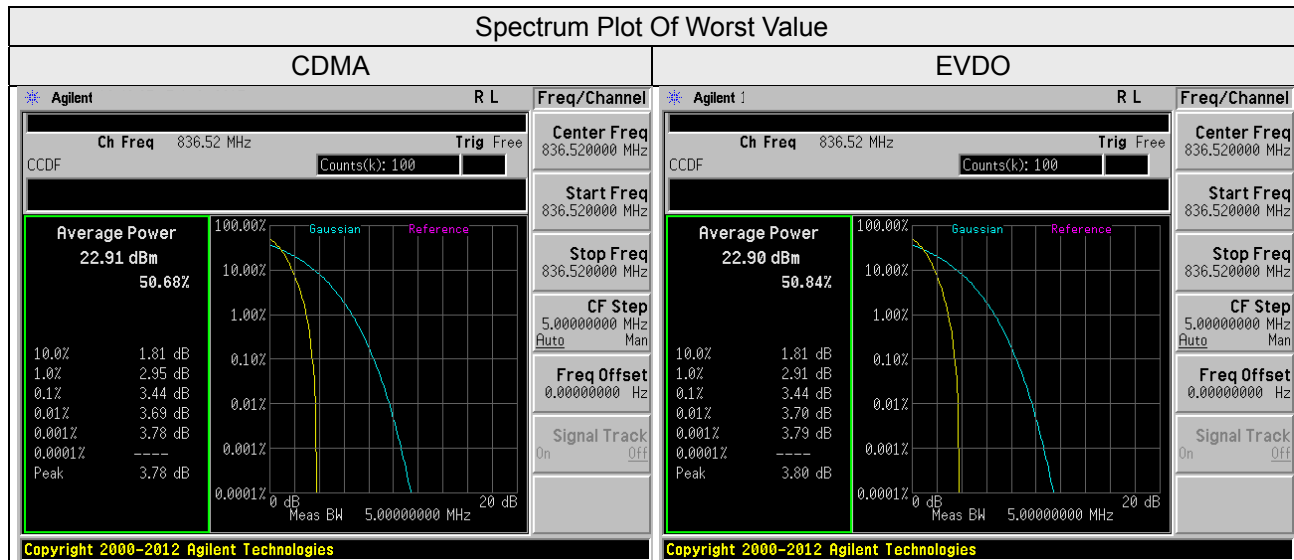 Spectrum Plot Of Worst Value
CDMA
EVDO
Agilent
R L
Freq/Channel
Ch Freq 836.52 MHz
Trig Free
CCDF
Counts(k): 100
Center Freq
836.520000 MHz
Start Freq
836.520000 MHz
Stop Freq
836.520000 MHz
CF Step
5.00000000 MHz
Auto Man
Freq Offset
0.00000000 Hz
Signal Track
On Off
Average Power
22.91 dBm
50.68%
10.0% 1.81 dB
1.0% 2.95 dB
0.1% 3.44 dB
0.01% 3.69 dB
0.001% 3.78 dB
0.0001% ----
Peak 3.78 dB
Gaussian
Reference
100.00%
10.00%
1.00%
0.10%
0.01%
0.001%
0.0001%
0 dB
20 dB
Meas BW 5.00000000 MHz
Copyright 2000-2012 Agilent Technologies
Agilent
R L
Freq/Channel
Ch Freq 836.52 MHz
Trig Free
CCDF
Counts(k): 100
Center Freq
836.520000 MHz
Start Freq
836.520000 MHz
Stop Freq
836.520000 MHz
CF Step
5.00000000 MHz
Auto Man
Freq Offset
0.00000000 Hz
Signal Track
On Off
Average Power
22.90 dBm
50.84%
10.0% 1.81 dB
1.0% 2.91 dB
0.1% 3.44 dB
0.01% 3.70 dB
0.001% 3.79 dB
0.0001% ----
Peak 3.80 dB
Gaussian
Reference
100.00%
10.00%
1.00%
0.10%
0.01%
0.001%
0.0001%
0 dB
20 dB
Meas BW 5.00000000 MHz
Copyright 2000-2012 Agilent Technologies